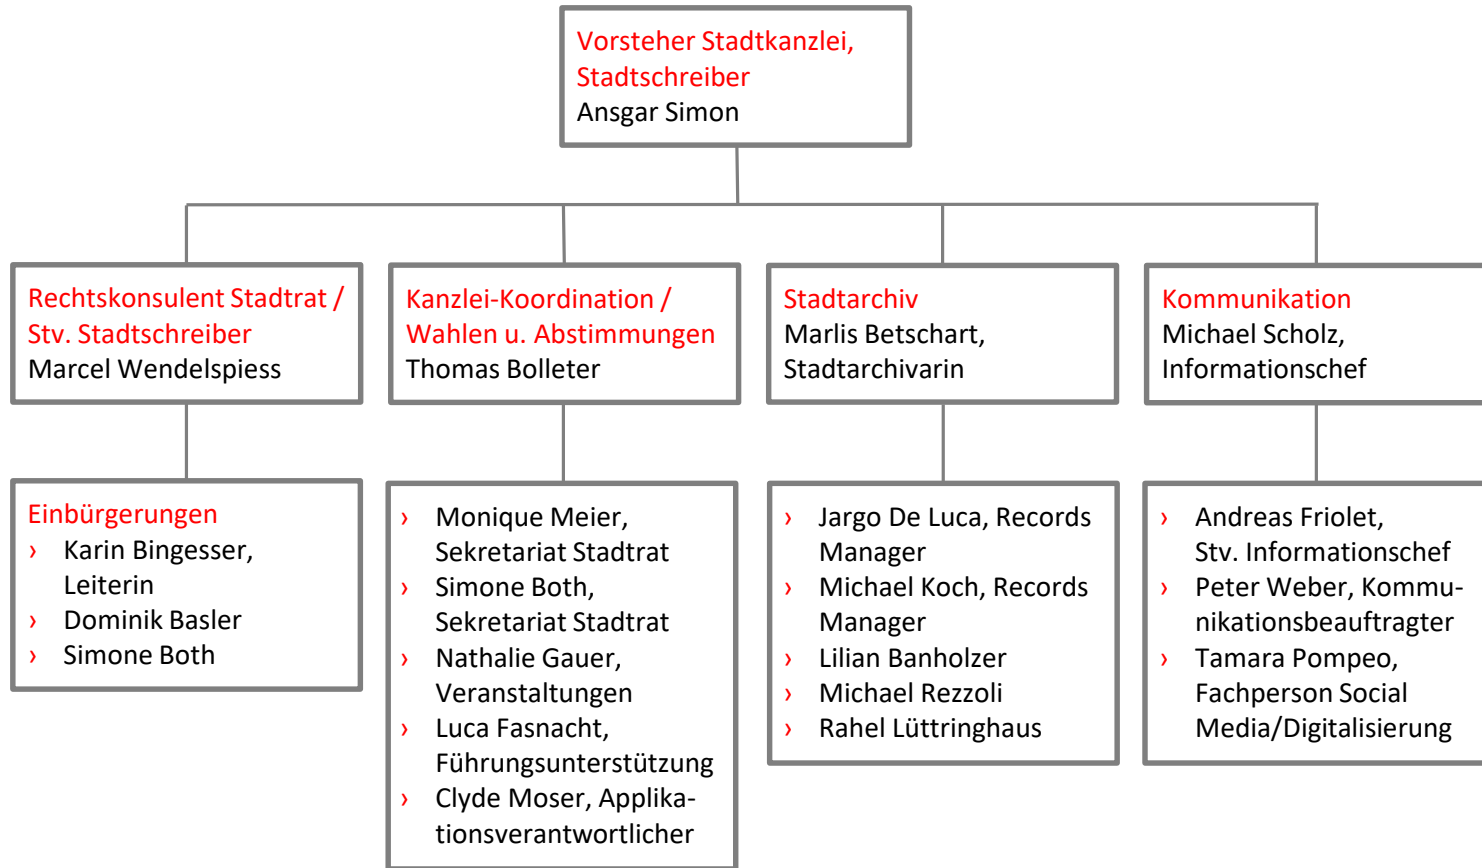 Vorsteher Stadtkanzlei,
Stadtschreiber
Ansgar Simon
Rechtskonsulent Stadtrat /
Stv. Stadtschreiber
Marcel Wendelspiess
Kanzlei-Koordination /
Wahlen u. Abstimmungen
Thomas Bolleter
Stadtarchiv
Marlis Betschart,
Stadtarchivarin
Kommunikation
Michael Scholz,
Informationschef
Einbürgerungen
› Karin Bingesser,
Leiterin
› Dominik Basler
› Simone Both
› Monique Meier,
Sekretariat Stadtrat
› Simone Both,
Sekretariat Stadtrat
› Nathalie Gauer,
Veranstaltungen
› Luca Fasnacht,
Führungsunterstützung
› Clyde Moser, Applika-
tionsverantwortlicher
› Jargo De Luca, Records
Manager
› Michael Koch, Records
Manager
› Lilian Banholzer
› Michael Rezzoli
› Rahel Lüttringhaus
› Andreas Friolet,
Stv. Informationschef
› Peter Weber, Kommu-
nikationsbeauftragter
› Tamara Pompeo,
Fachperson Social
Media/Digitalisierung